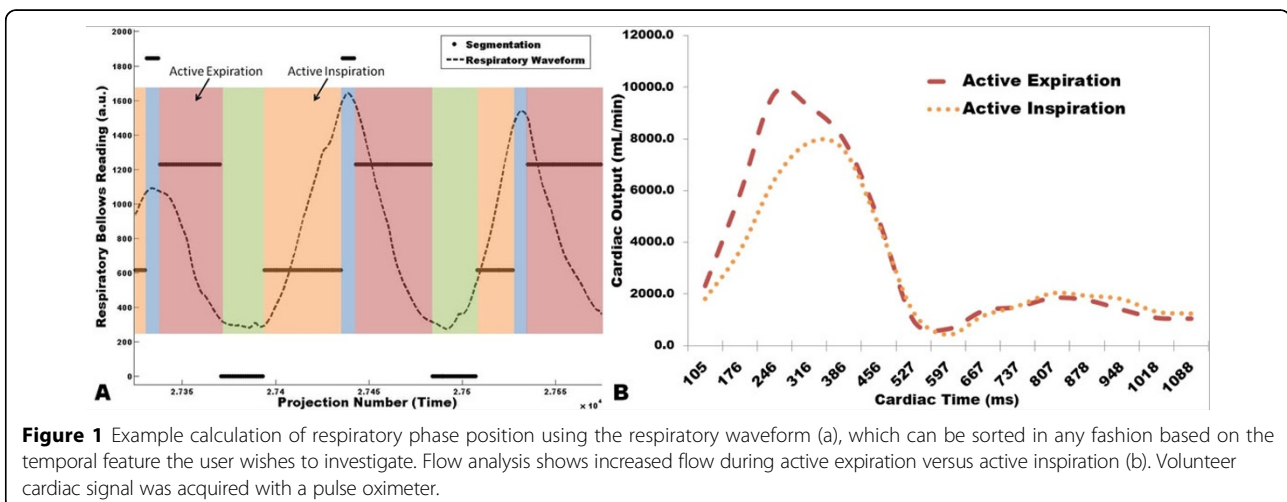 2000
1800
1600
1400
1200
1000
800
600
400
200
0
Respiratory Bellows Reading (a.u.)
Segmentation
Respiratory Waveform
Active Expiration
Active Inspiration
2.735
2.74
2.745
2.75
2.755
× 10⁴
Projection Number (Time)
A
12000.0
10000.0
8000.0
6000.0
4000.0
2000.0
0.0
Cardiac Output (mL/min)
Active Expiration
Active Inspiration
105
176
246
316
386
456
527
597
667
737
807
878
948
1018
1088
Cardiac Time (ms)
B
Figure 1 Example calculation of respiratory phase position using the respiratory waveform (a), which can be sorted in any fashion based on the
temporal feature the user wishes to investigate. Flow analysis shows increased flow during active expiration versus active inspiration (b). Volunteer
cardiac signal was acquired with a pulse oximeter.